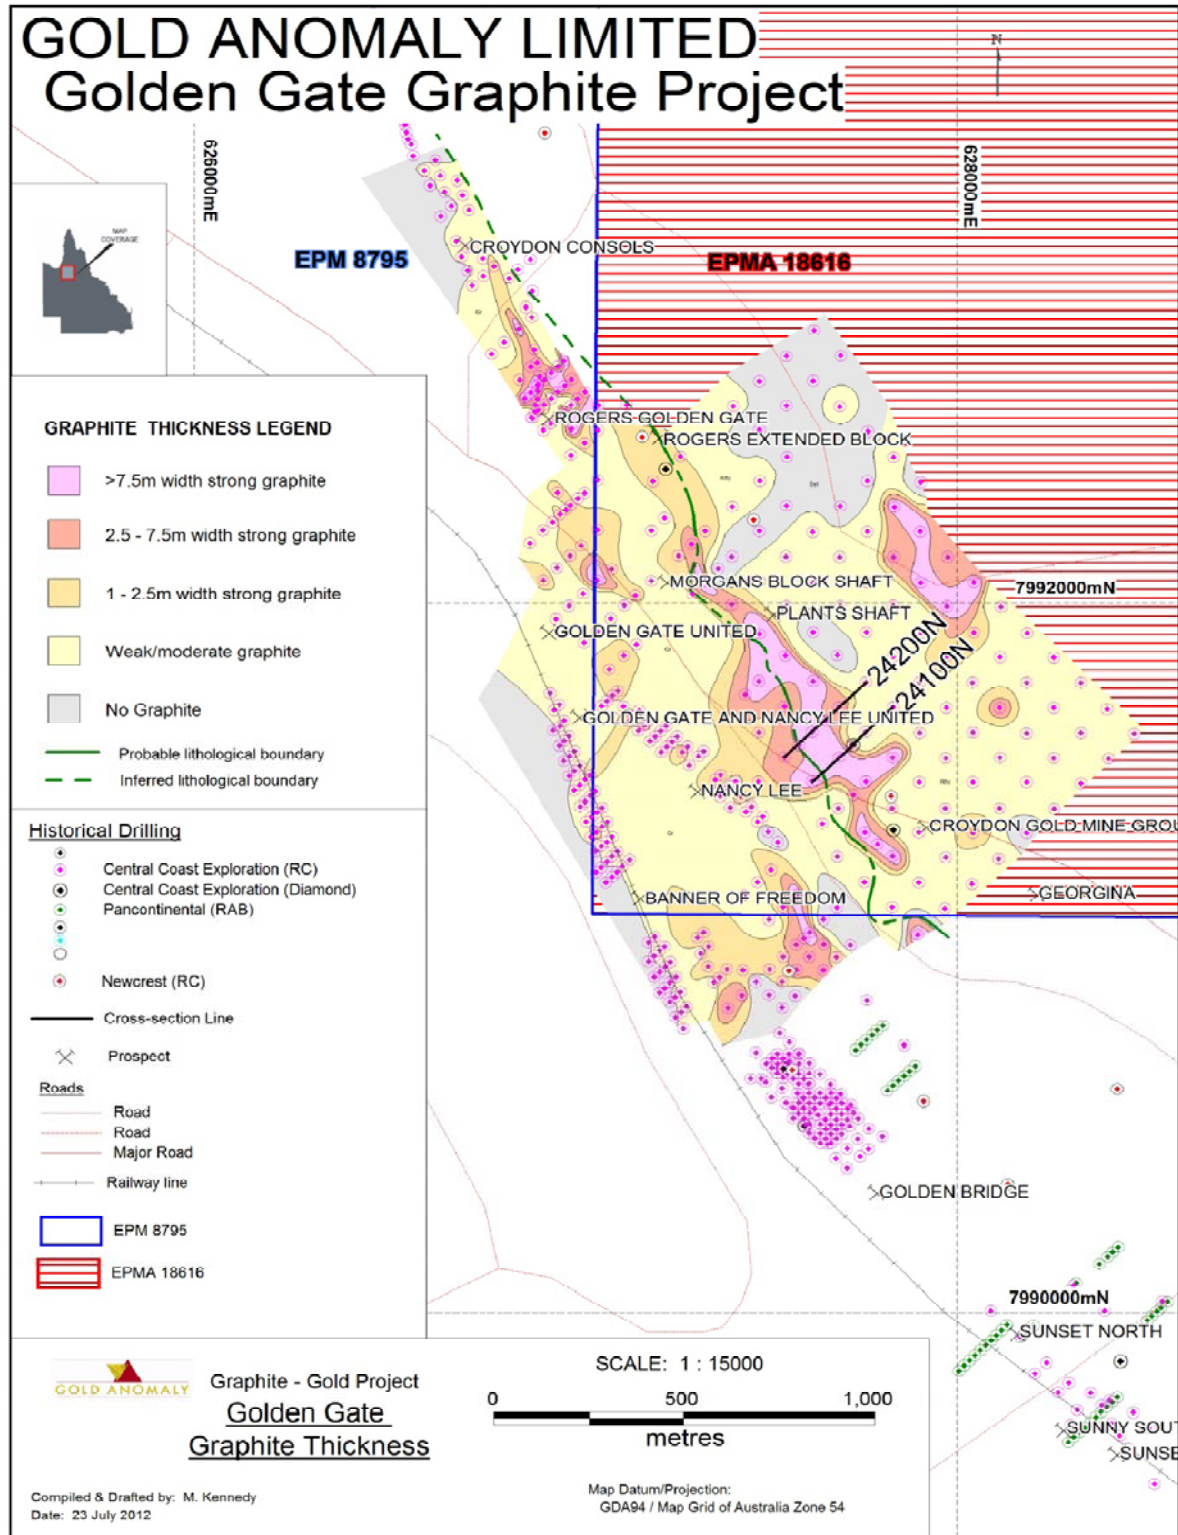 GOLD ANOMALY LIMITED
Golden Gate Graphite Project
N
626000mE
628000mE
MAP
COVERAGE
EPM 8795
EPMA 18616
CROYDON CONSOLS
ROGERS GOLDEN GATE
ROGERS EXTENDED BLOCK
MORGANS BLOCK SHAFT
7992000mN
PLANTS SHAFT
GOLDEN GATE UNITED
24200N
24100N
GOLDEN GATE AND NANCY LEE UNITED
NANCY LEE
CROYDON GOLD MINE GROU
GEORGINA
BANNER OF FREEDOM
GOLDEN BRIDGE
7990000mN
SUNSET NORTH
SUNNY SOUT
SUNSE
GRAPHITE THICKNESS LEGEND
>7.5m width strong graphite
2.5 - 7.5m width strong graphite
1 - 2.5m width strong graphite
Weak/moderate graphite
No Graphite
Probable lithological boundary
Inferred lithological boundary
Historical Drilling
Central Coast Exploration (RC)
Central Coast Exploration (Diamond)
Pancontinental (RAB)
Newcrest (RC)
Cross-section Line
Prospect
Roads
Road
Road
Major Road
Railway line
EPM 8795
EPMA 18616
GOLD ANOMALY
Graphite - Gold Project
Golden Gate
Graphite Thickness
SCALE: 1 : 15000
0 500 1,000
metres
Compiled & Drafted by: M. Kennedy
Date: 23 July 2012
Map Datum/Projection:
GDA94 / Map Grid of Australia Zone 54